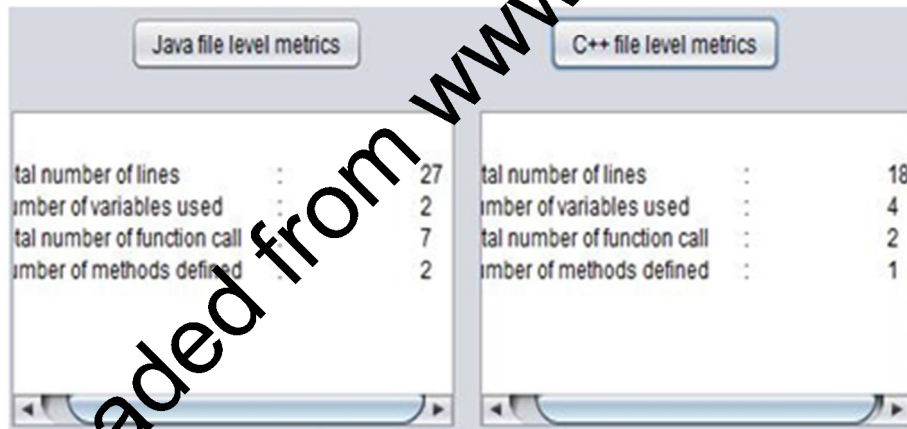 Java file level metrics
C++ file level metrics
tal number of lines : 27
umber of variables used : 2
tal number of function call : 7
umber of methods defined : 2
tal number of lines : 18
umber of variables used : 4
tal number of function call : 2
umber of methods defined : 1
aded from www